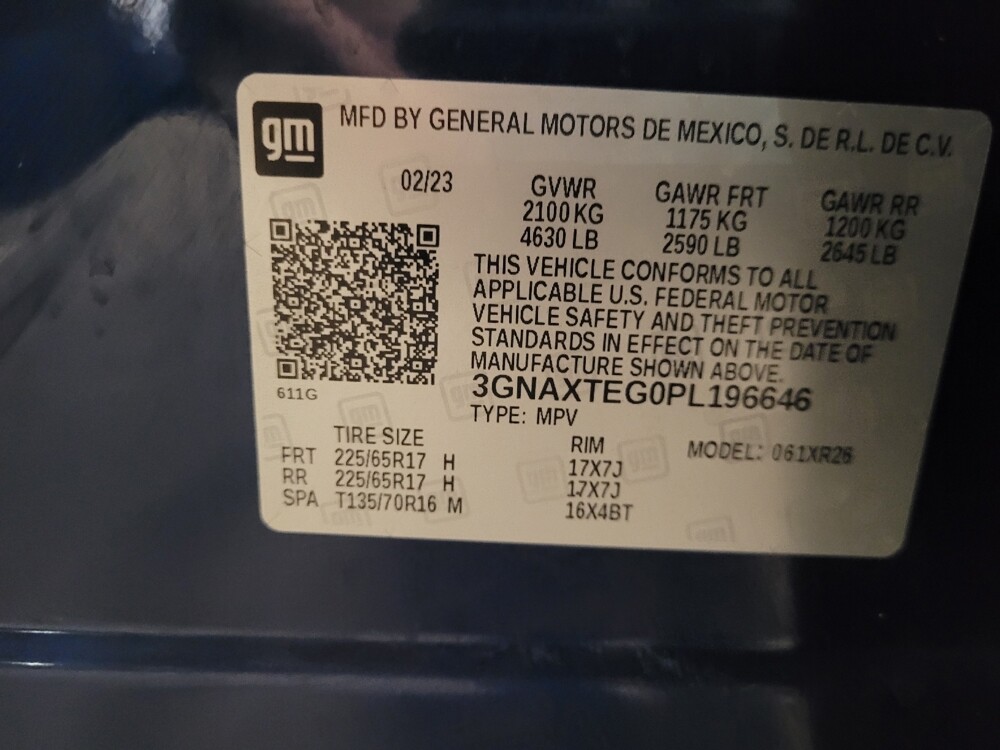 gm
MFD BY GENERAL MOTORS DE MEXICO, S. DE R.L. DE C.V.
02/23 GVWR GAWR FRT GAWR RR
2100 KG 1175 KG 1200 KG
4630 LB 2590 LB 2645 LB
THIS VEHICLE CONFORMS TO ALL
APPLICABLE U.S. FEDERAL MOTOR
VEHICLE SAFETY AND THEFT PREVENTION
STANDARDS IN EFFECT ON THE DATE OF
MANUFACTURE SHOWN ABOVE.
611G
3GNAXTEG0PL196646
TYPE: MPV
TIRE SIZE RIM MODEL: 061XR26
FRT 225/65R17 H 17X7J
RR 225/65R17 H 17X7J
SPA T135/70R16 M 16X4BT